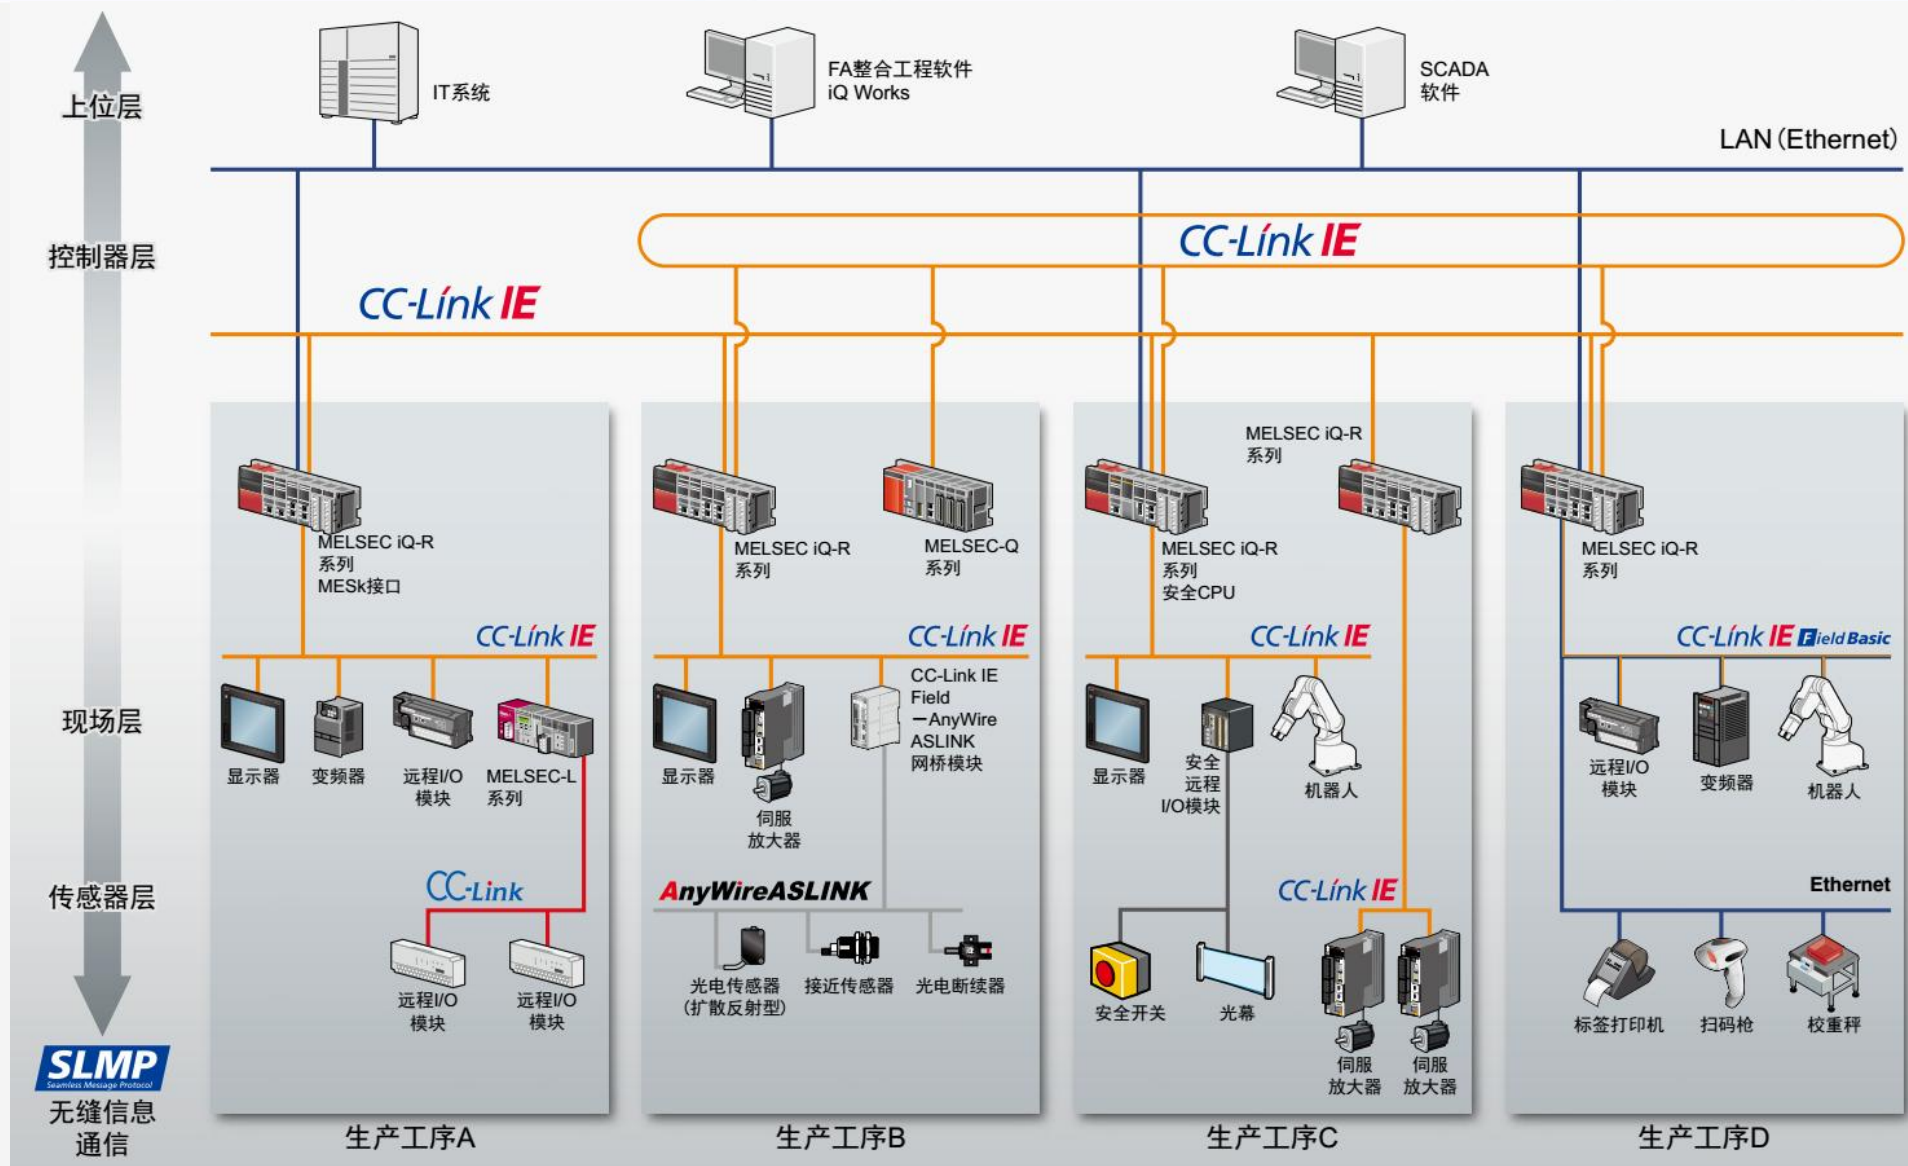 上位层
控制器层
现场层
传感器层
SLMP
Seamless Message Protocol
无缝信息
通信
IT系统
FA整合工程软件
iQ Works
SCADA
软件
LAN（Ethernet）
CC-Link IE
CC-Link IE
MELSEC iQ-R
系列
MESk接口
CC-Link IE
显示器
变频器
远程I/O
模块
MELSEC-L
系列
CC-Link
远程I/O
模块
远程I/O
模块
生产工序A
MELSEC iQ-R
系列
MELSEC-Q
系列
CC-Link IE
显示器
伺服
放大器
CC-Link IE
Field
－AnyWire
ASLINK
网桥模块
AnyWireASLINK
光电传感器
（扩散反射型）
接近传感器
光电断续器
生产工序B
MELSEC iQ-R
系列
安全CPU
MELSEC iQ-R
系列
CC-Link IE
显示器
安全
远程
I/O模块
机器人
CC-Link IE
安全开关
光幕
伺服
放大器
伺服
放大器
生产工序C
MELSEC iQ-R
系列
CC-Link IE Field Basic
远程I/O
模块
变频器
机器人
Ethernet
标签打印机
扫码枪
校重秤
生产工序D